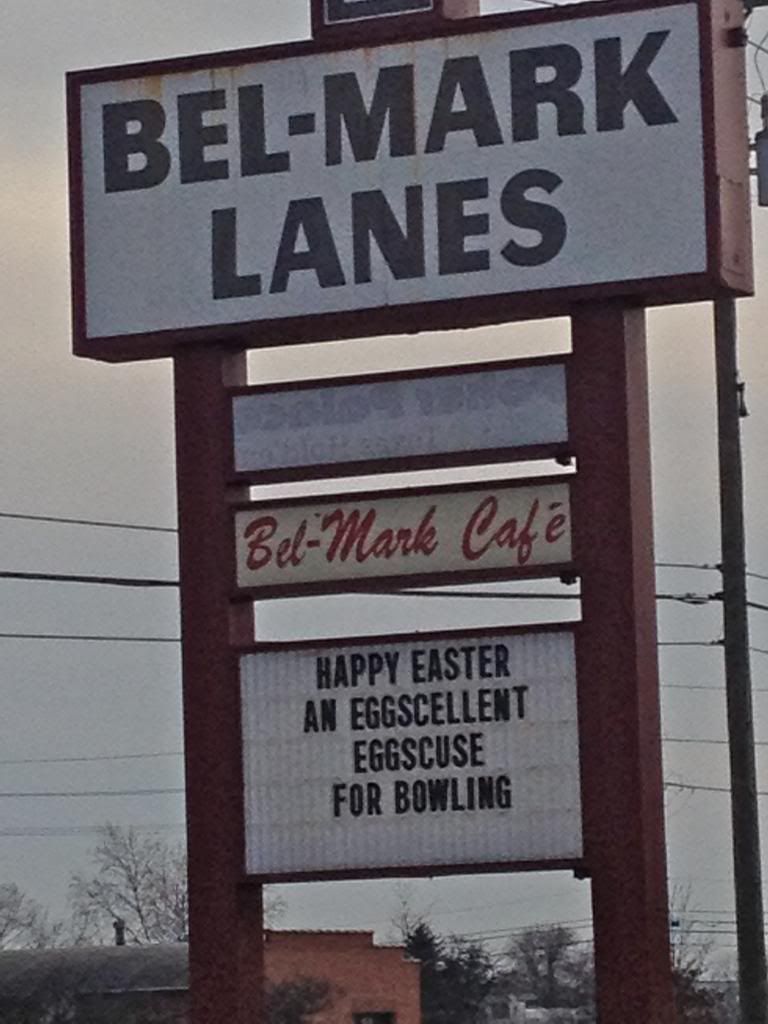 BEL-MARK
LANES
Bel-Mark Café
HAPPY EASTER
AN EGGSCELLENT
EGGSCUSE
FOR BOWLING